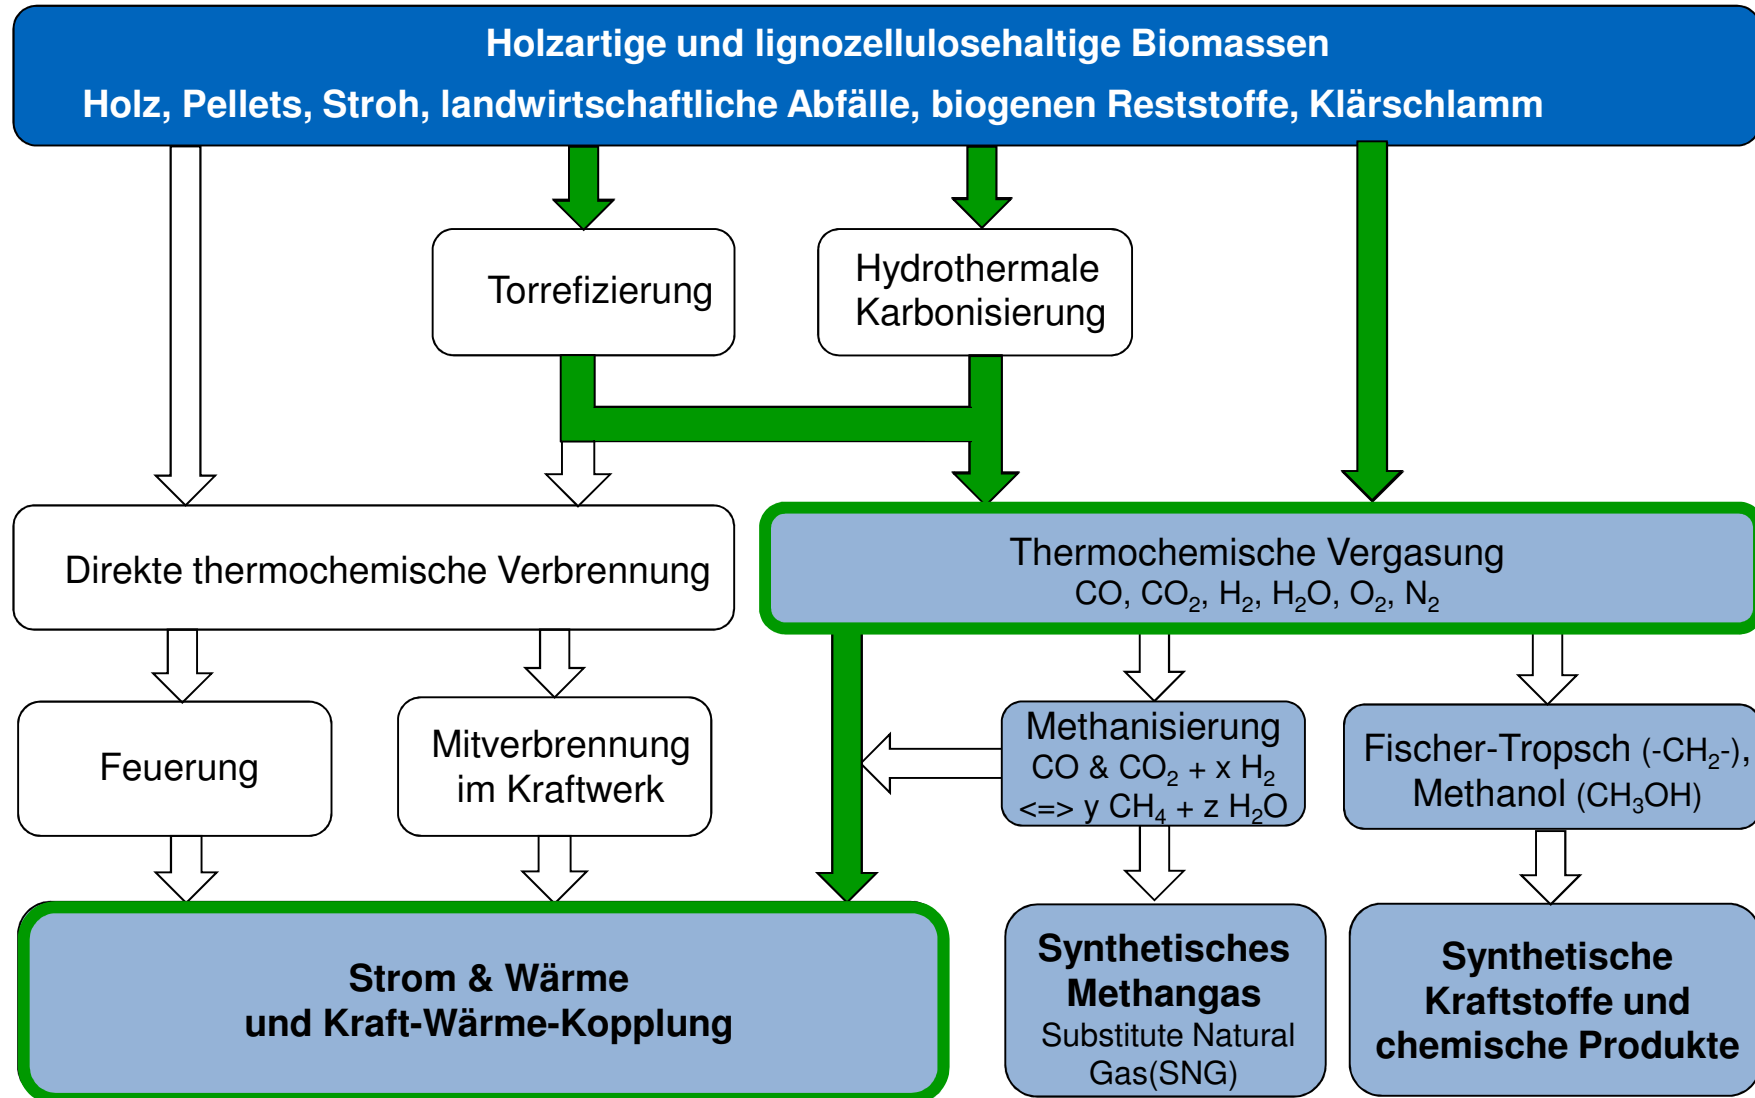 Holzartige und lignozellulosehaltige Biomassen
Holz, Pellets, Stroh, landwirtschaftliche Abfälle, biogenen Reststoffe, Klärschlamm
Torrefizierung
Hydrothermale
Karbonisierung
Direkte thermochemische Verbrennung
Thermochemische Vergasung
CO, CO₂, H₂, H₂O, O₂, N₂
Feuerung
Mitverbrennung
im Kraftwerk
Methanisierung
CO & CO₂ + x H₂
<=> y CH₄ + z H₂O
Fischer-Tropsch (-CH₂-),
Methanol (CH₃OH)
Strom & Wärme
und Kraft-Wärme-Kopplung
Synthetisches
Methangas
Substitute Natural
Gas(SNG)
Synthetische
Kraftstoffe und
chemische Produkte